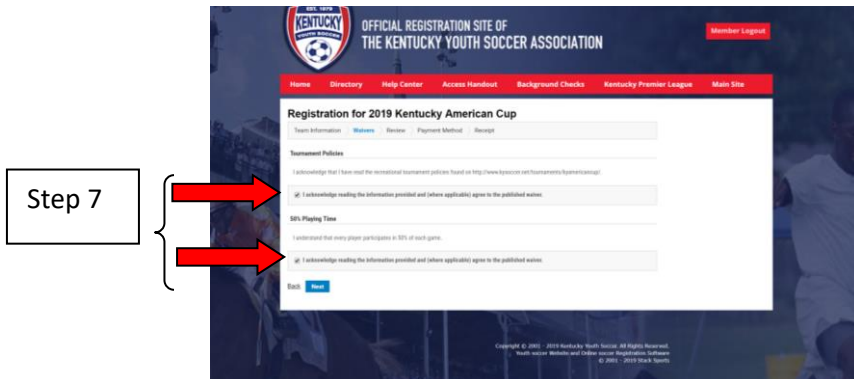 EST. 1879
KENTUCKY
YOUTH SOCCER
OFFICIAL REGISTRATION SITE OF
THE KENTUCKY YOUTH SOCCER ASSOCIATION
Member Logout
Home Directory Help Center Access Handout Background Checks Kentucky Premier League Main Site
Registration for 2019 Kentucky American Cup
Team Information Waivers Review Payment Method Receipt
Tournament Policies
I acknowledge that I have read the recreational tournament policies found on http://www.kysoccer.net/tournaments/kyamericancup/.
I acknowledge reading the information provided and (where applicable) agree to the published waiver.
Step 7
50% Playing Time
I understand that every player participates in 50% of each game.
I acknowledge reading the information provided and (where applicable) agree to the published waiver.
Back Next
Copyright © 2001 - 2019 Kentucky Youth Soccer. All Rights Reserved.
Youth soccer Website and Online soccer Registration Software
© 2001 - 2019 Stack Sports